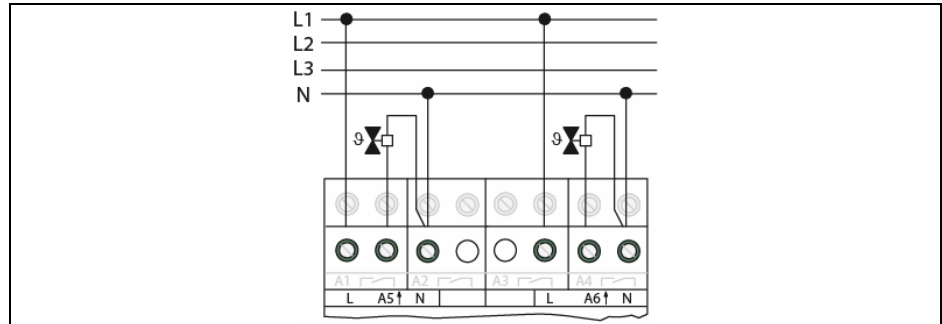 L1
L2
L3
N
ϑ ϑ
A1 A2 A3 A4
L A5↑ N L A6↑ N